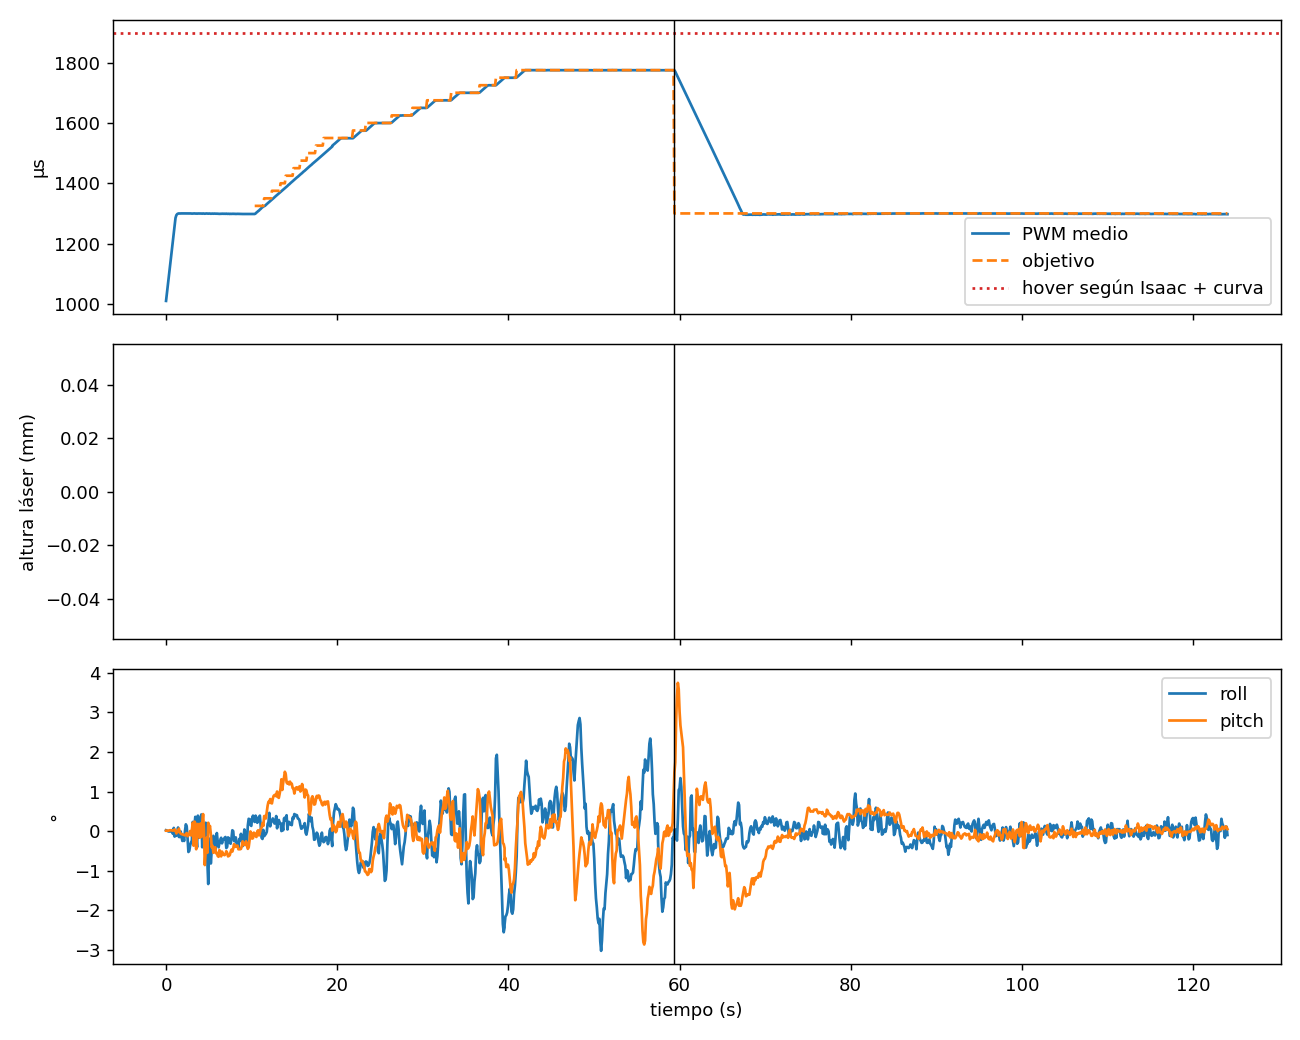 1800
1600
1400
1200
1000
µs
PWM medio
objetivo
hover según Isaac + curva
0.04
0.02
0.00
−0.02
−0.04
altura láser (mm)
4
3
2
1
0
−1
−2
−3
°
roll
pitch
0 20 40 60 80 100 120
tiempo (s)